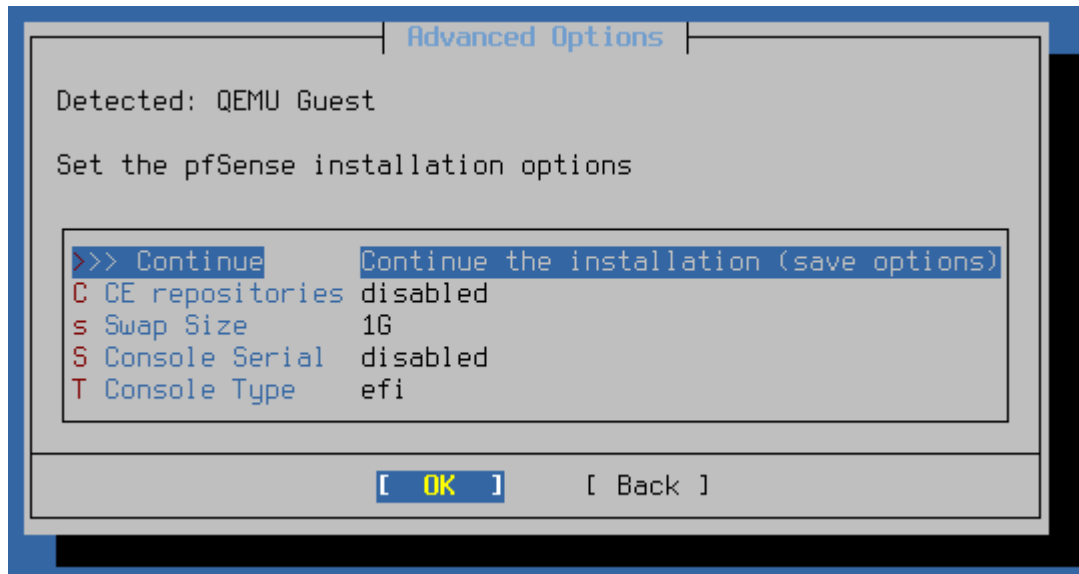 Advanced Options
Detected: QEMU Guest
Set the pfSense installation options
>>> Continue Continue the installation (save options)
C CE repositories disabled
s Swap Size 1G
S Console Serial disabled
T Console Type efi
[ OK ] [ Back ]